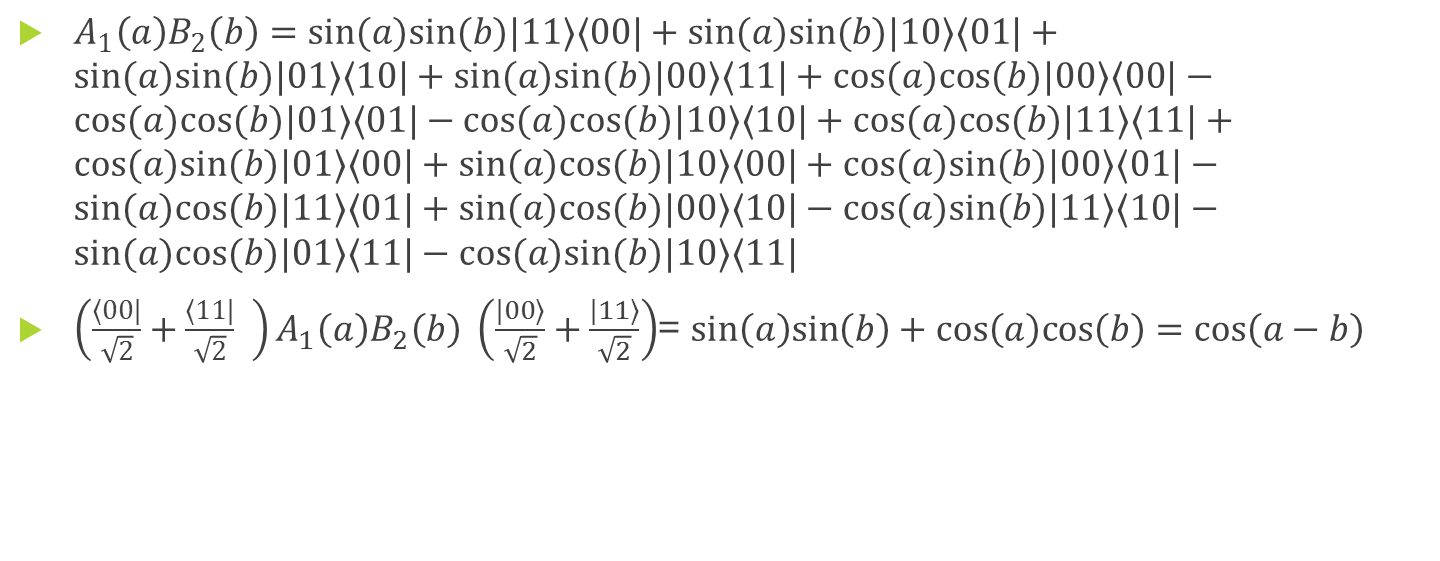 A₁(a)B₂(b) = sin(a)sin(b)|11⟩⟨00| + sin(a)sin(b)|10⟩⟨01| +
sin(a)sin(b)|01⟩⟨10| + sin(a)sin(b)|00⟩⟨11| + cos(a)cos(b)|00⟩⟨00| −
cos(a)cos(b)|01⟩⟨01| − cos(a)cos(b)|10⟩⟨10| + cos(a)cos(b)|11⟩⟨11| +
cos(a)sin(b)|01⟩⟨00| + sin(a)cos(b)|10⟩⟨00| + cos(a)sin(b)|00⟩⟨01| −
sin(a)cos(b)|11⟩⟨01| + sin(a)cos(b)|00⟩⟨10| − cos(a)sin(b)|11⟩⟨10| −
sin(a)cos(b)|01⟩⟨11| − cos(a)sin(b)|10⟩⟨11|
(⟨00|/√2 + ⟨11|/√2 ) A₁(a)B₂(b) (|00⟩/√2 + |11⟩/√2)= sin(a)sin(b) + cos(a)cos(b) = cos(a − b)